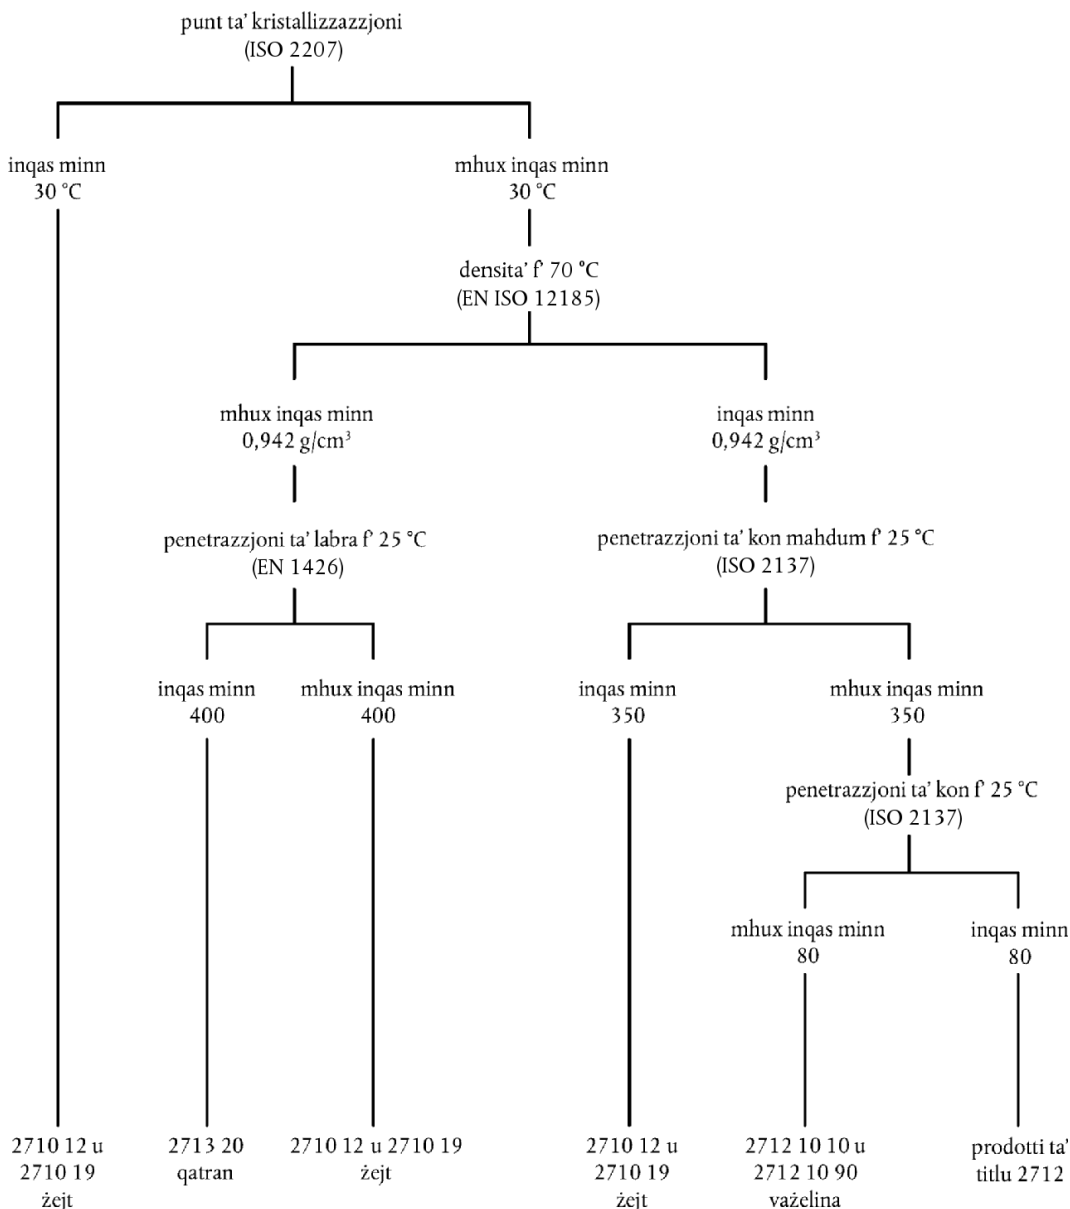 punt ta’ kristallizzazzjoni
(ISO 2207)
inqas minn
30 °C
mhux inqas minn
30 °C
densita’ f’ 70 °C
(EN ISO 12185)
mhux inqas minn
0,942 g/cm³
inqas minn
0,942 g/cm³
penetrazzjoni ta’ labra f’ 25 °C
(EN 1426)
penetrazzjoni ta’ kon mahdum f’ 25 °C
(ISO 2137)
inqas minn
400
mhux inqas minn
400
inqas minn
350
mhux inqas minn
350
penetrazzjoni ta’ kon f’ 25 °C
(ISO 2137)
mhux inqas minn
80
inqas minn
80
2710 12 u
2710 19
żejt
2713 20
qatran
2710 12 u 2710 19
żejt
2710 12 u
2710 19
żejt
2712 10 10 u
2712 10 90
važelina
prodotti ta’
titlu 2712